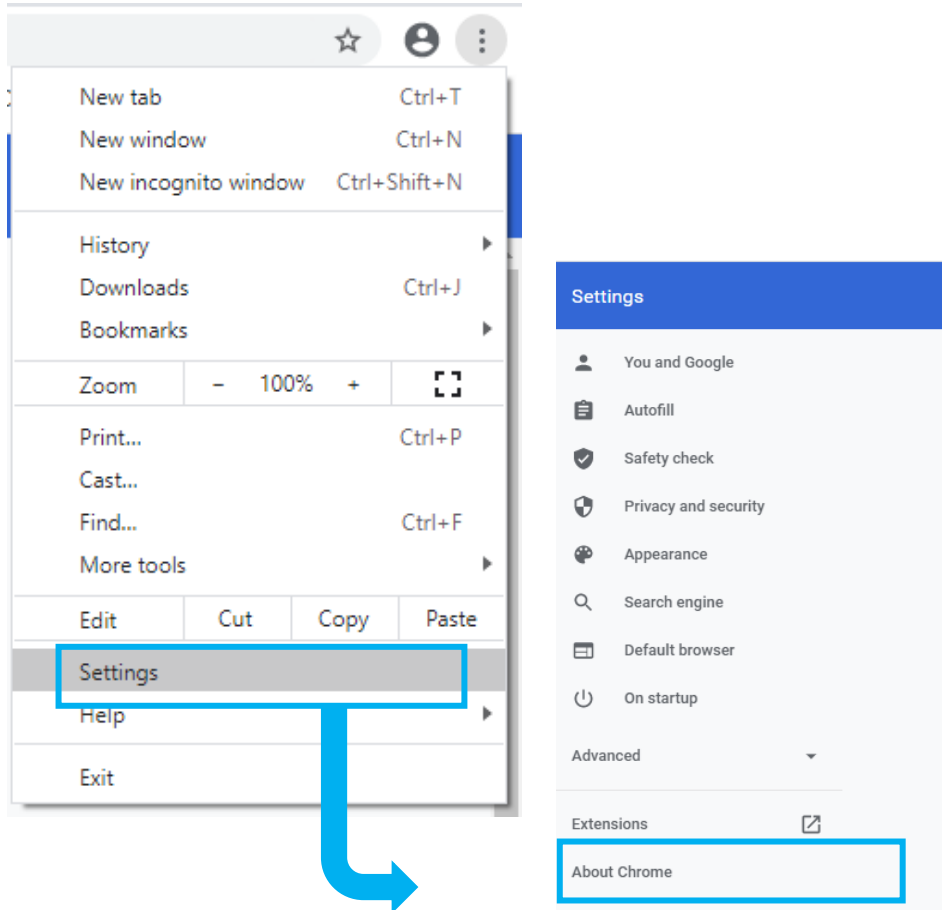 New tab Ctrl+T
New window Ctrl+N
New incognito window Ctrl+Shift+N
History
Downloads Ctrl+J
Bookmarks
Zoom - 100% +
Print... Ctrl+P
Cast...
Find... Ctrl+F
More tools
Edit Cut Copy Paste
Settings
Help
Exit
Settings
You and Google
Autofill
Safety check
Privacy and security
Appearance
Search engine
Default browser
On startup
Advanced
Extensions
About Chrome